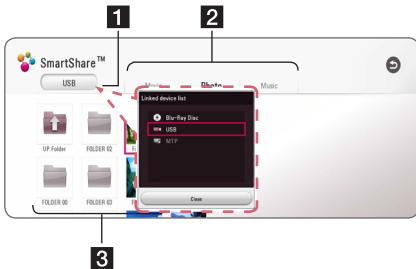 1
2
SmartShare™
USB
Movie
Photo
Music
Linked device list
Blu-Ray Disc
USB
MTP
Close
UP Folder
FOLDER 02
FOLDER 00
FOLDER 03
3